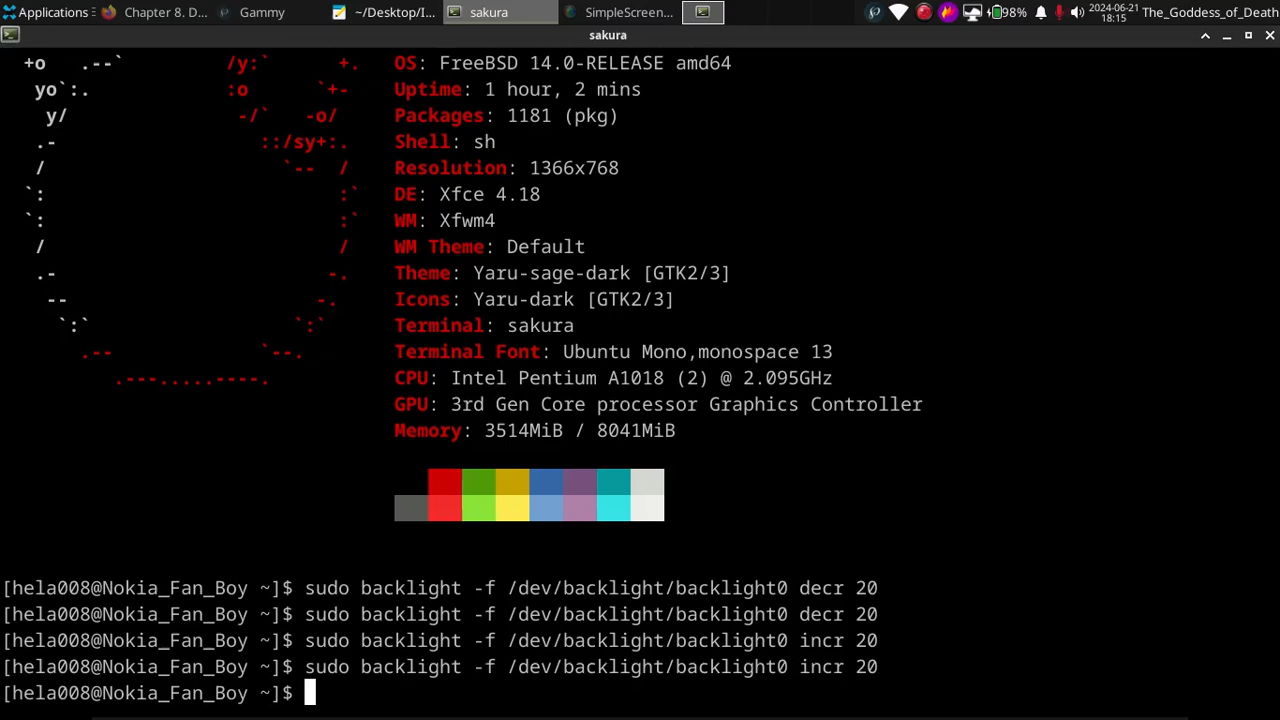 Applications
Chapter 8. D...
Gammy
~/Desktop/I...
sakura
SimpleScreen...
98%
2024-06-21
18:15
The_Goddess_of_Death
sakura
+o   .--`            /y:`      +.
yo`:.            :o       `+-
y/               -/`   -o/
.-                  ::/sy+:.
/                     `--  /
`:                          :`
`:                          :`
/                          /
.-                        -.
--                      -.
`:`                  `:`
.--             `--.
.---.....----.
OS: FreeBSD 14.0-RELEASE amd64
Uptime: 1 hour, 2 mins
Packages: 1181 (pkg)
Shell: sh
Resolution: 1366x768
DE: Xfce 4.18
WM: Xfwm4
WM Theme: Default
Theme: Yaru-sage-dark [GTK2/3]
Icons: Yaru-dark [GTK2/3]
Terminal: sakura
Terminal Font: Ubuntu Mono,monospace 13
CPU: Intel Pentium A1018 (2) @ 2.095GHz
GPU: 3rd Gen Core processor Graphics Controller
Memory: 3514MiB / 8041MiB
[hela008@Nokia_Fan_Boy ~]$ sudo backlight -f /dev/backlight/backlight0 decr 20
[hela008@Nokia_Fan_Boy ~]$ sudo backlight -f /dev/backlight/backlight0 decr 20
[hela008@Nokia_Fan_Boy ~]$ sudo backlight -f /dev/backlight/backlight0 incr 20
[hela008@Nokia_Fan_Boy ~]$ sudo backlight -f /dev/backlight/backlight0 incr 20
[hela008@Nokia_Fan_Boy ~]$